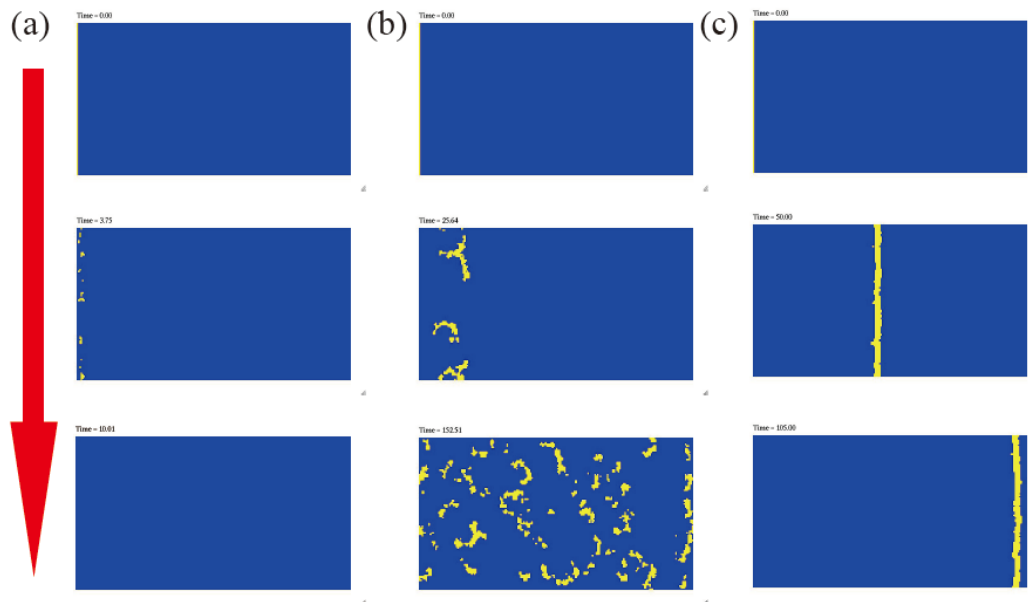 (a)
Time = 0.00
(b)
Time = 0.00
(c)
Time = 0.00
Time = 3.75
Time = 25.64
Time = 50.00
Time = 10.01
Time = 152.51
Time = 105.00